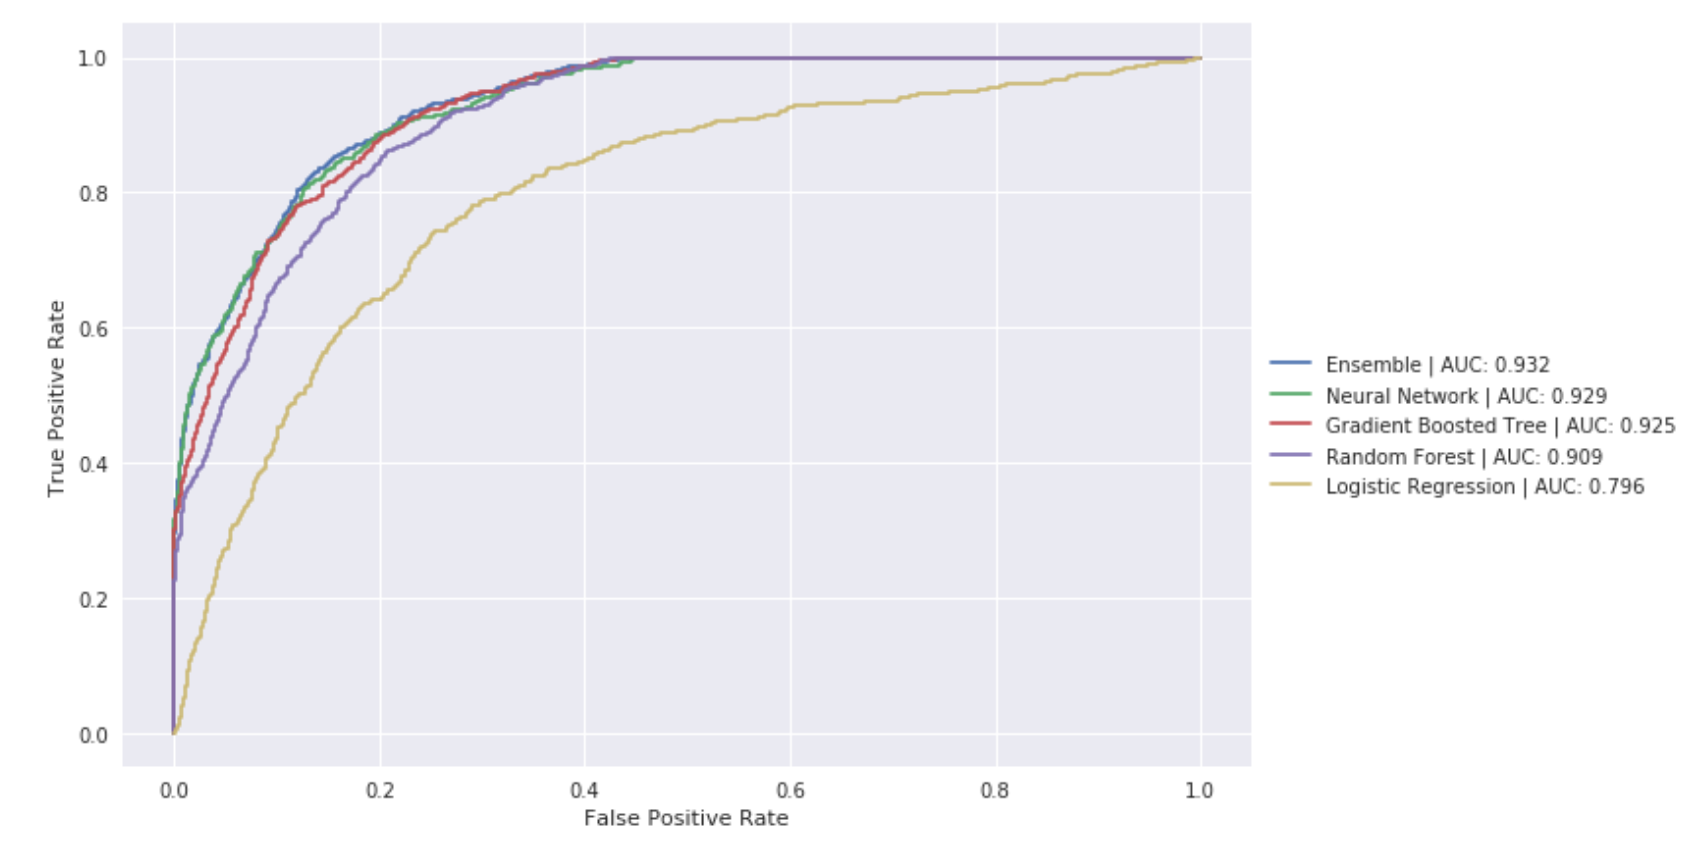 1.0
0.8
0.6
0.4
0.2
0.0
True Positive Rate
0.0 0.2 0.4 0.6 0.8 1.0
False Positive Rate
Ensemble | AUC: 0.932
Neural Network | AUC: 0.929
Gradient Boosted Tree | AUC: 0.925
Random Forest | AUC: 0.909
Logistic Regression | AUC: 0.796